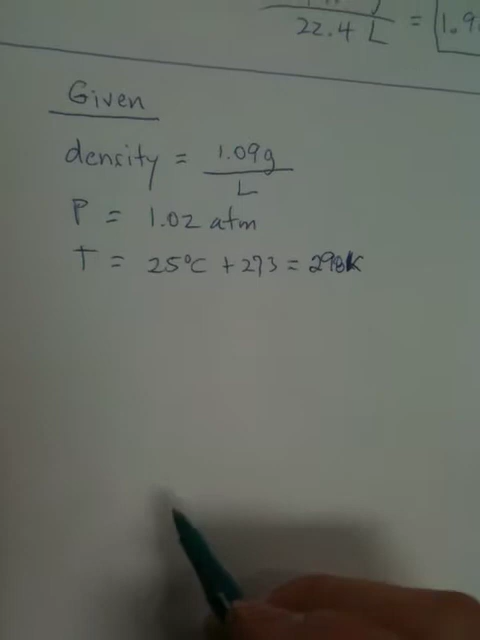 22.4 L =
Given
density = 1.09g
L
P = 1.02 atm
T = 25°C + 273 = 298K